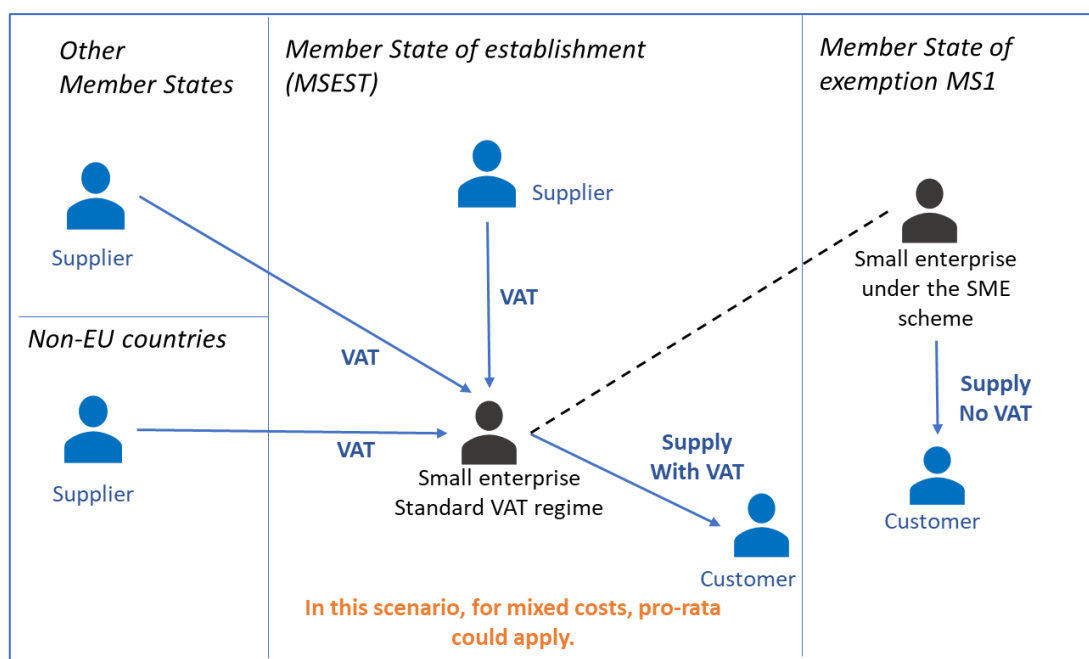 Other
Member States
Supplier
Non-EU countries
Supplier
Member State of establishment
(MSEST)
Supplier
VAT
VAT
VAT
Small enterprise
Standard VAT regime
Supply
With VAT
Customer
In this scenario, for mixed costs, pro-rata
could apply.
Member State of
exemption MS1
Small enterprise
under the SME
scheme
Supply
No VAT
Customer